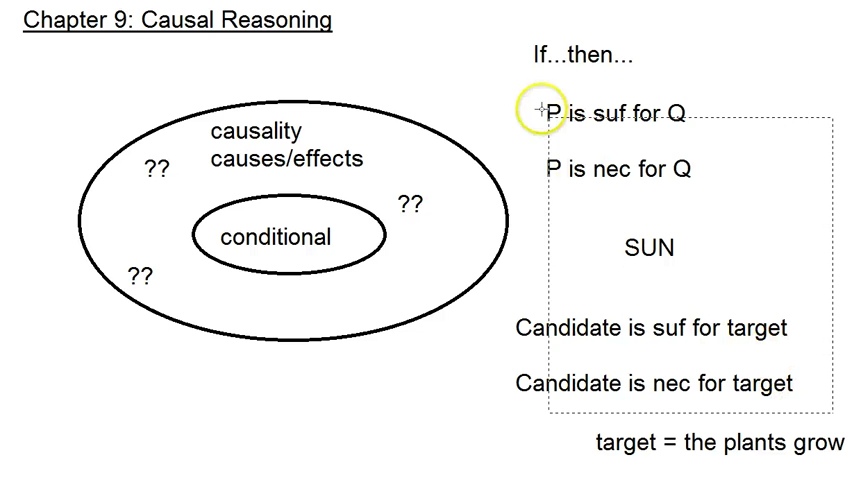 Chapter 9: Causal Reasoning
If...then...
causality
causes/effects
??
??
conditional
??
P is suf for Q
P is nec for Q
SUN
Candidate is suf for target
Candidate is nec for target
target = the plants grow